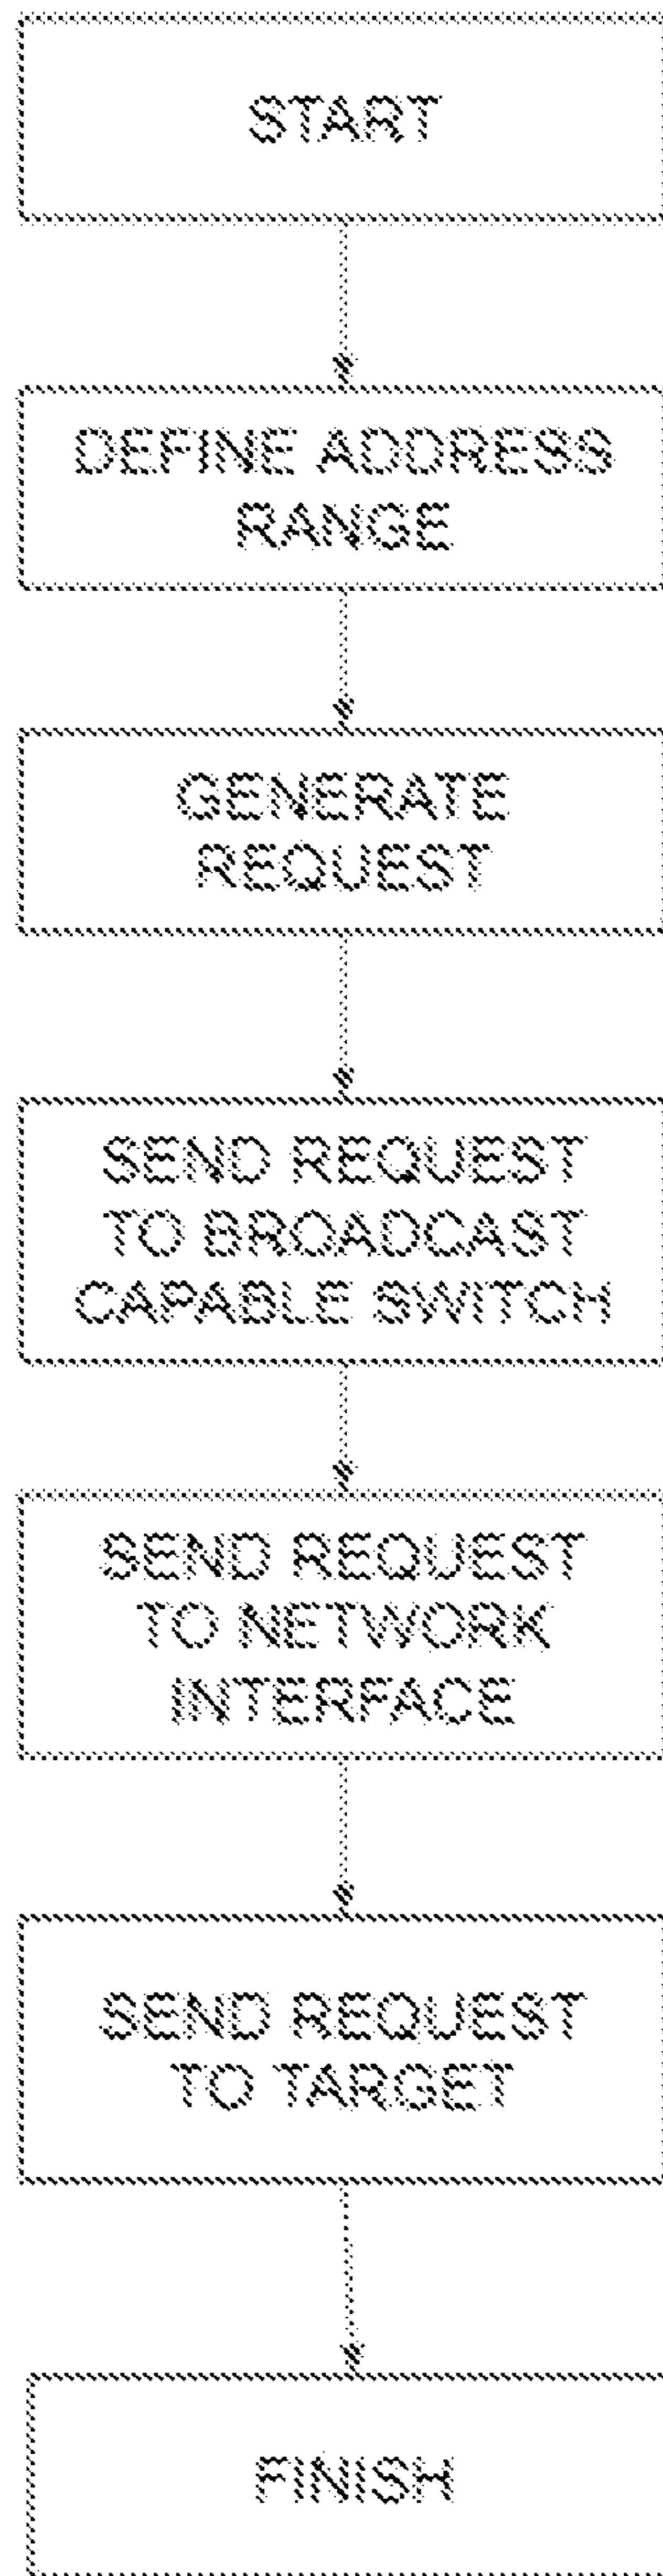 START
DEFINE ADDRESS
RANGE
GENERATE
REQUEST
SEND REQUEST
TO BROADCAST
CAPABLE SWITCH
SEND REQUEST
TO NETWORK
INTERFACE
SEND REQUEST
TO TARGET
FINISH